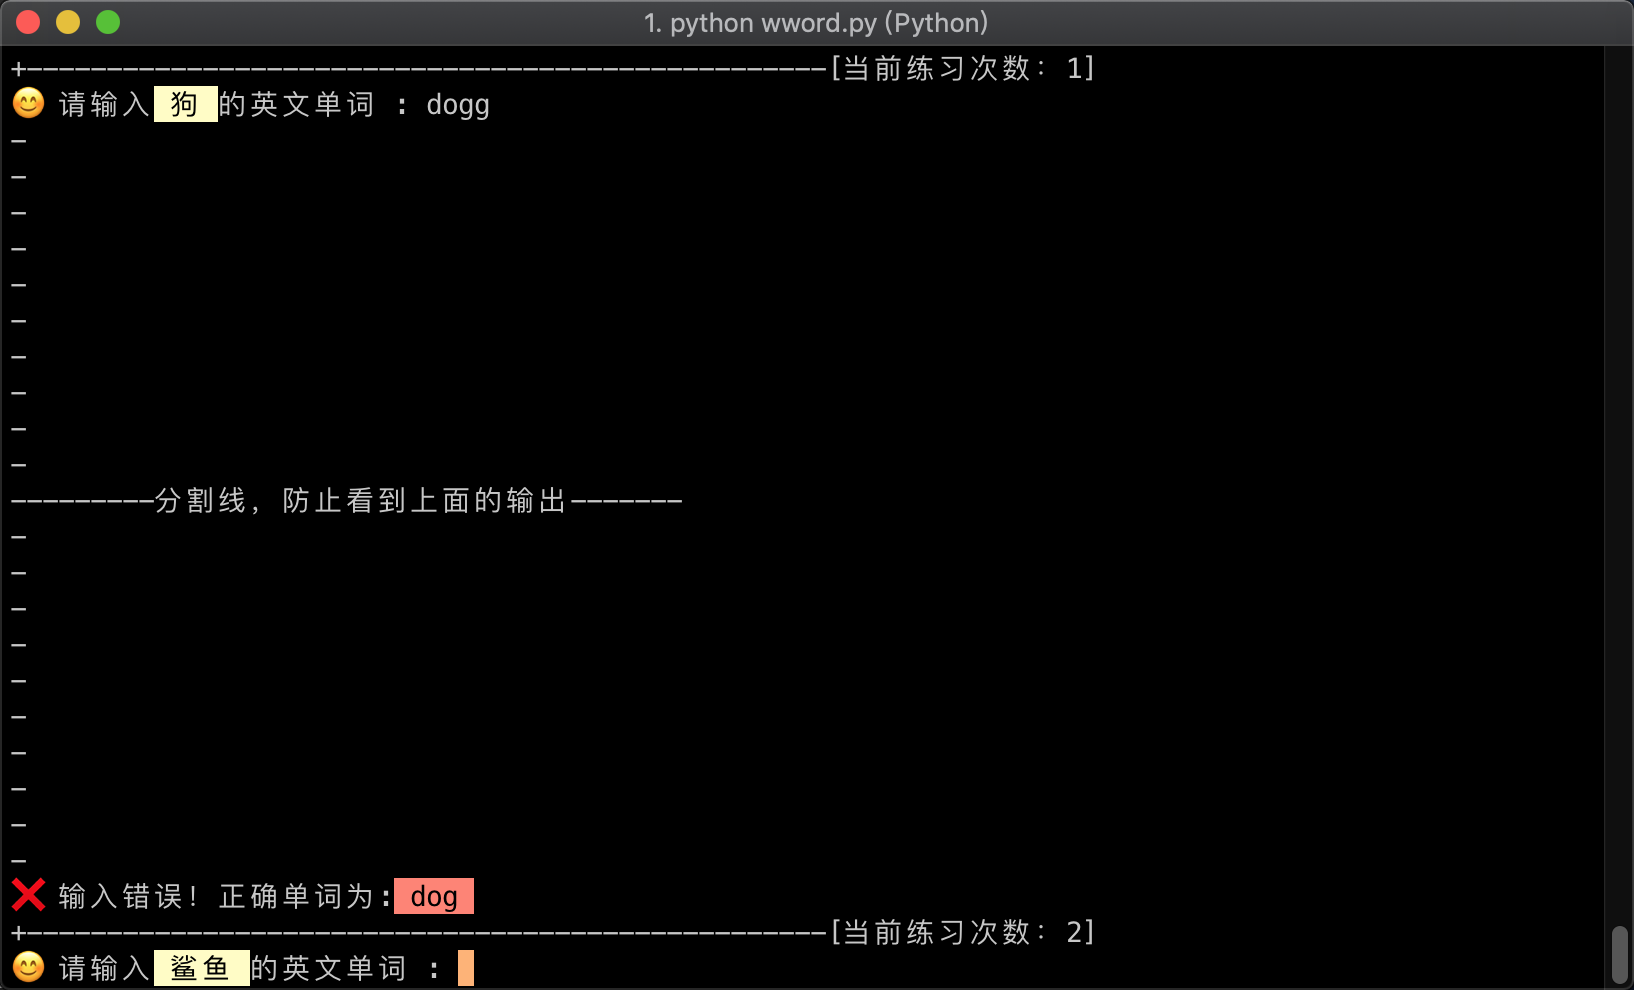 1. python wword.py (Python)
+--------------------------------------------------[当前练习次数：1]
😊 请输入 狗 的英文单词 : dogg
-
-
-
-
-
-
-
-
-
-
---------分割线，防止看到上面的输出-------
-
-
-
-
-
-
-
-
-
-
❌ 输入错误！正确单词为: dog
+--------------------------------------------------[当前练习次数：2]
😊 请输入 鲨鱼 的英文单词 :